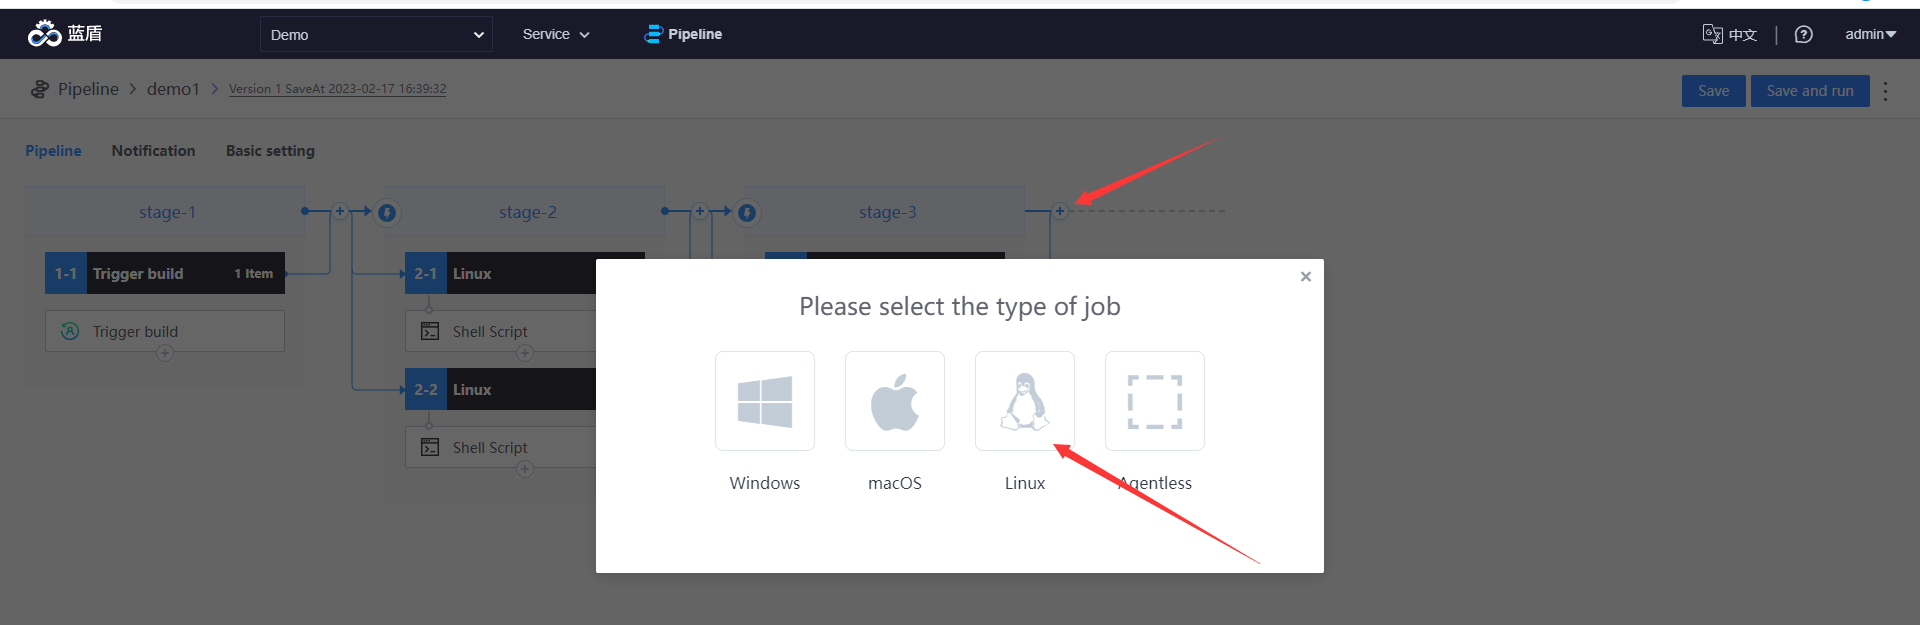 蓝盾
Demo
Service
Pipeline
中文
admin
Pipeline
demo1
Version 1 SaveAt 2023-02-17 16:39:32
Save
Save and run
Pipeline
Notification
Basic setting
stage-1
stage-2
stage-3
1-1
Trigger build
1 Item
Trigger build
2-1
Linux
Shell Script
2-2
Linux
Shell Script
Please select the type of job
Windows
macOS
Linux
Agentless